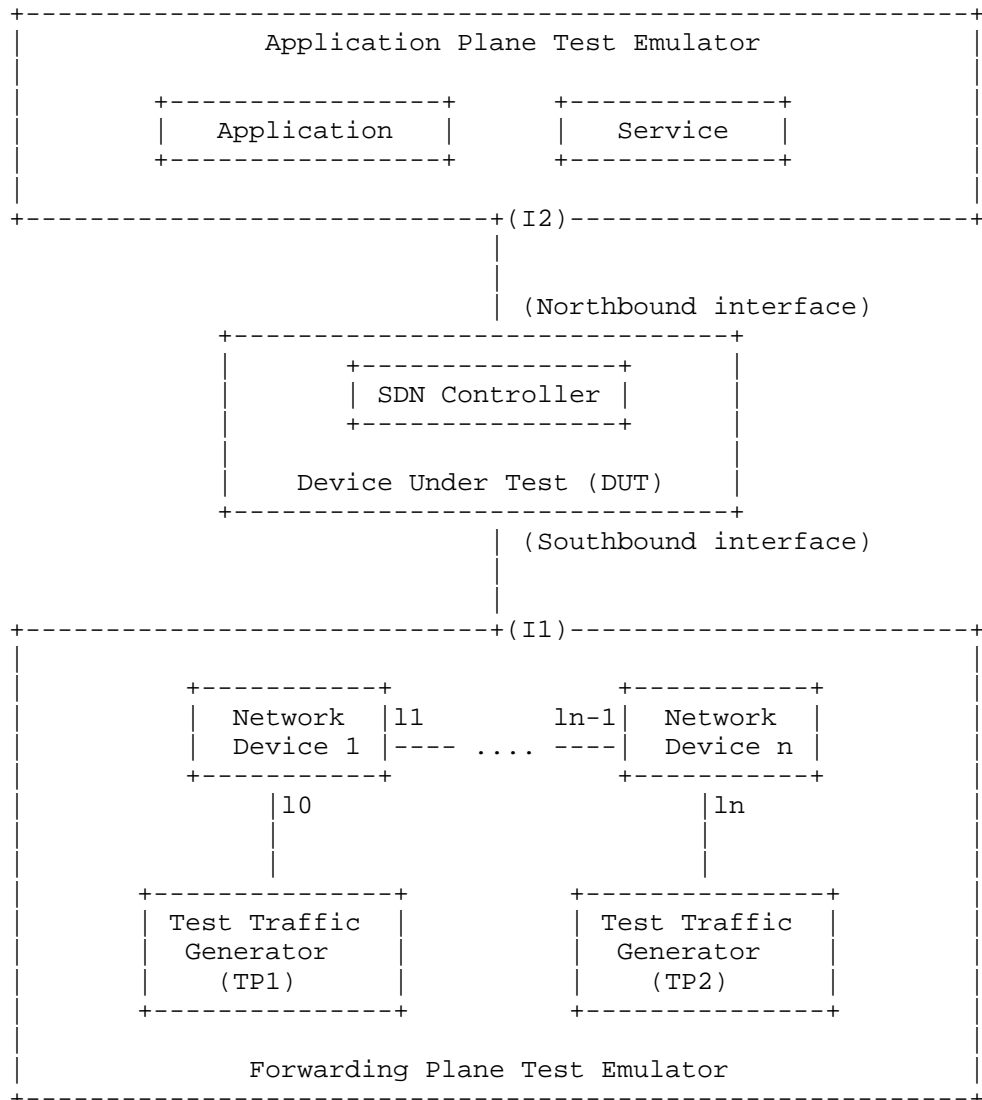 Application Plane Test Emulator
Application Service
(I2)
(Northbound interface)
SDN Controller
Device Under Test (DUT)
(Southbound interface)
(I1)
Network l1 ln-1 Network
Device 1 .... Device n
l0 ln
Test Traffic Test Traffic
Generator Generator
(TP1) (TP2)
Forwarding Plane Test Emulator